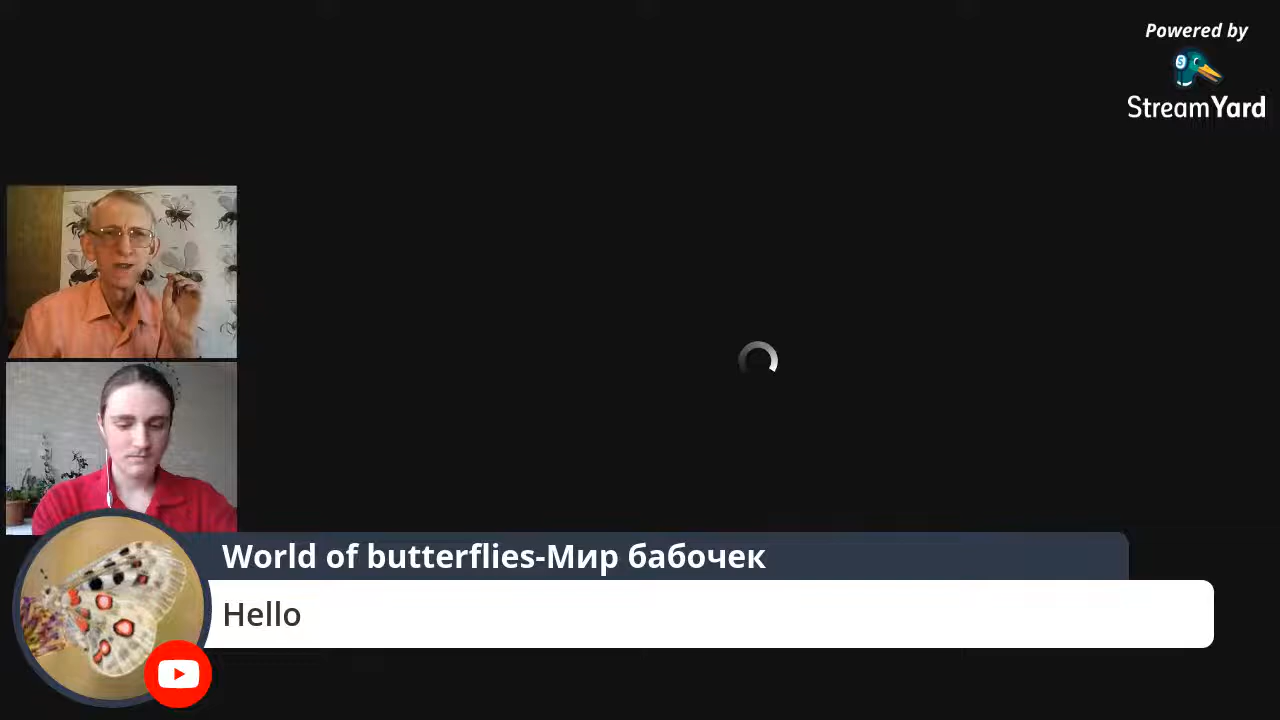 Powered by
StreamYard
World of butterflies-Мир бабочек
Hello